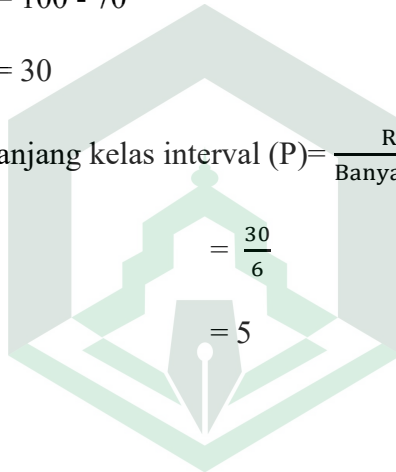 = 100 - 70
= 30
anjang kelas interval (P)= R / Banya
= 30/6
= 5